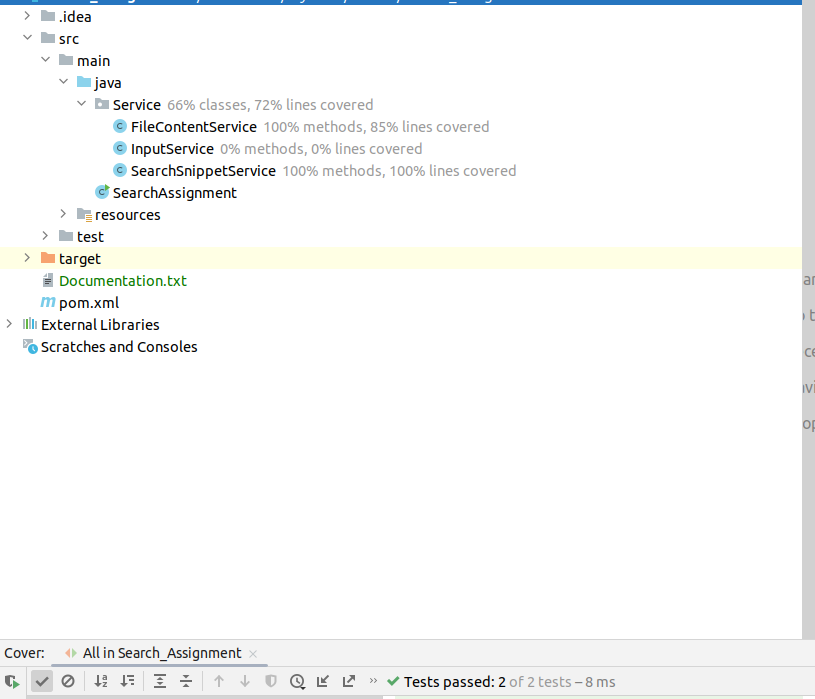 .idea
src
main
java
Service 66% classes, 72% lines covered
FileContentService 100% methods, 85% lines covered
InputService 0% methods, 0% lines covered
SearchSnippetService 100% methods, 100% lines covered
SearchAssignment
resources
test
target
Documentation.txt
pom.xml
External Libraries
Scratches and Consoles
Cover: All in Search_Assignment
Tests passed: 2 of 2 tests – 8 ms